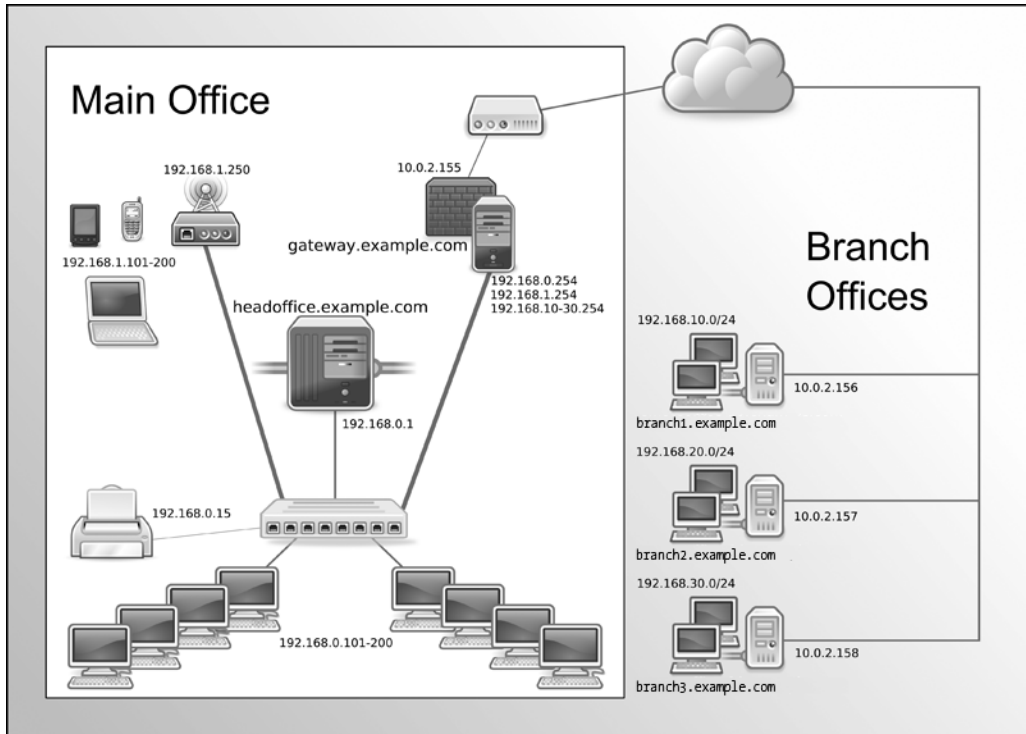 Main Office
192.168.1.250
10.0.2.155
gateway.example.com
192.168.1.101-200
192.168.0.254
192.168.1.254
192.168.10-30.254
headoffice.example.com
192.168.0.1
192.168.0.15
192.168.0.101-200
Branch
Offices
192.168.10.0/24
10.0.2.156
branch1.example.com
192.168.20.0/24
10.0.2.157
branch2.example.com
192.168.30.0/24
10.0.2.158
branch3.example.com